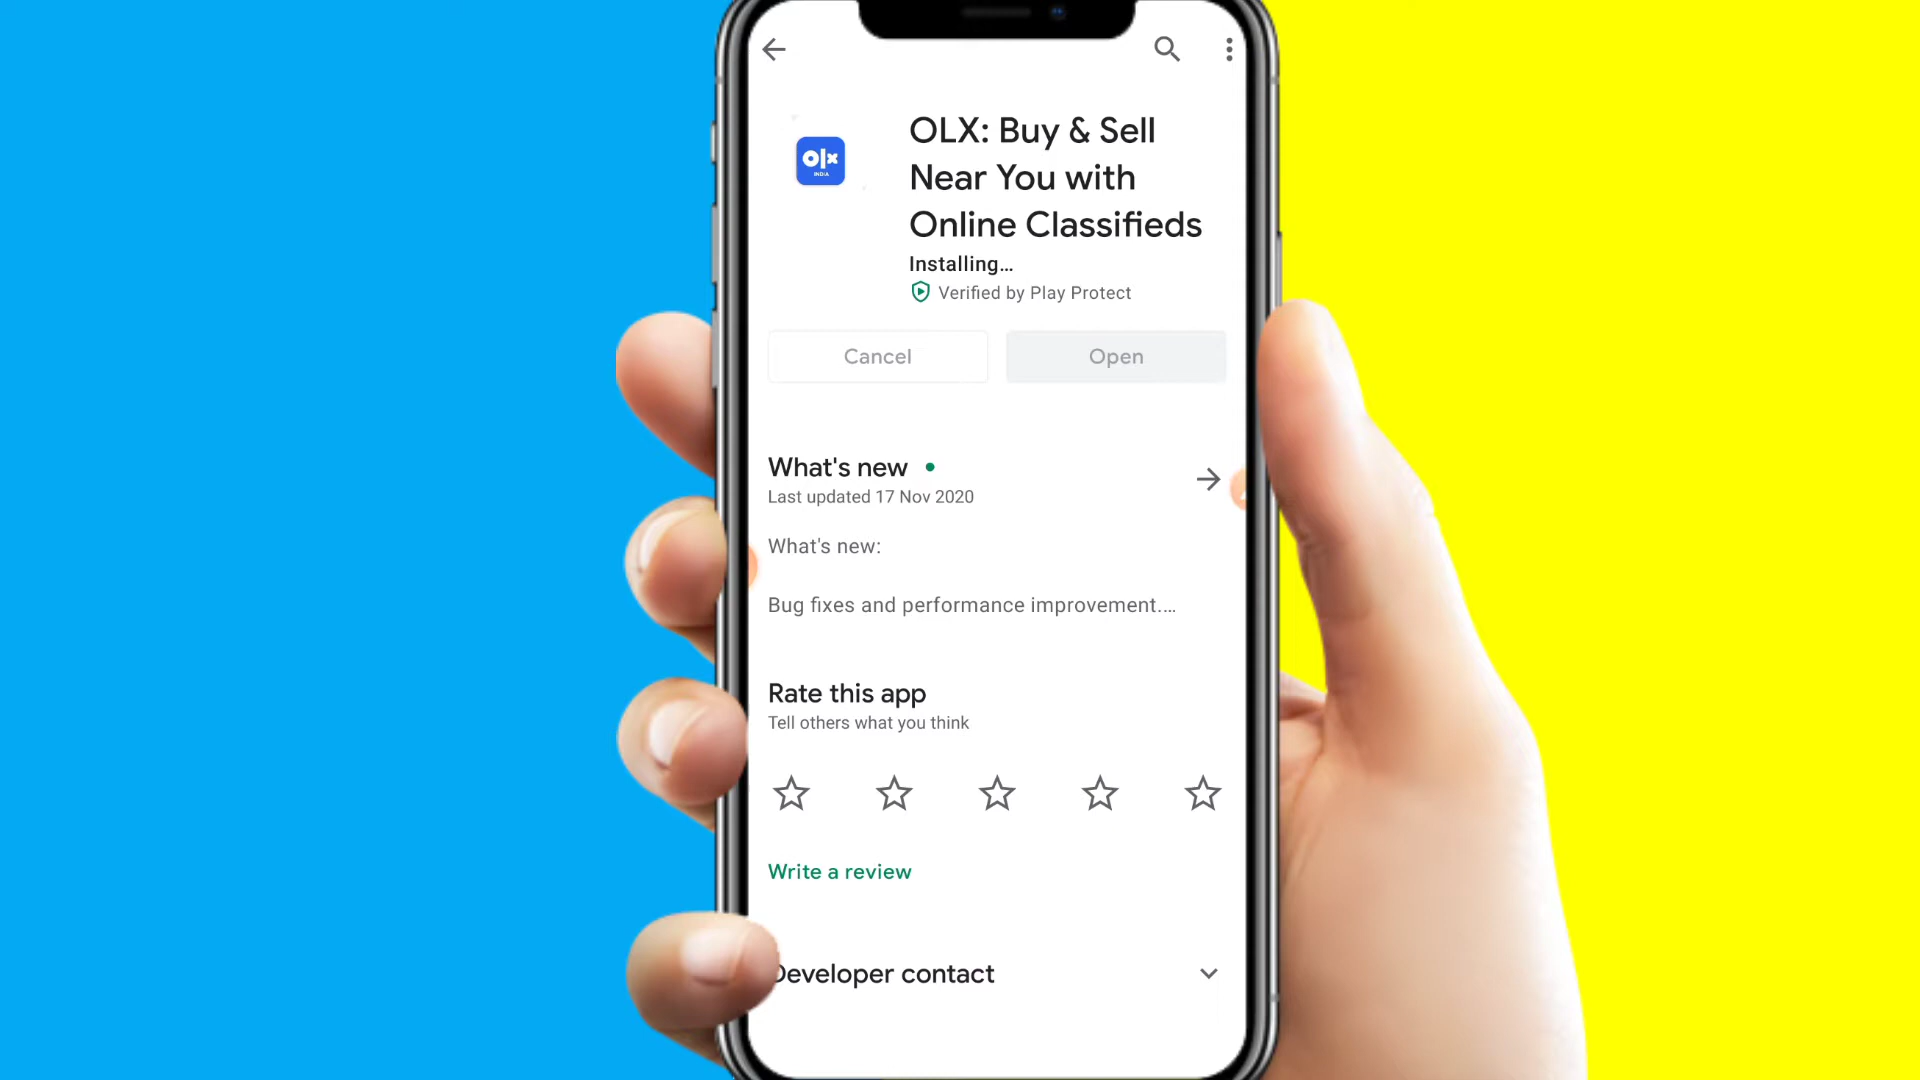 OLX: Buy & Sell
Near You with
Online Classifieds
olx
INDIA
Installing...
Verified by Play Protect
Cancel
Open
What's new
Last updated 17 Nov 2020
What's new:
Bug fixes and performance improvement....
Rate this app
Tell others what you think
Write a review
Developer contact